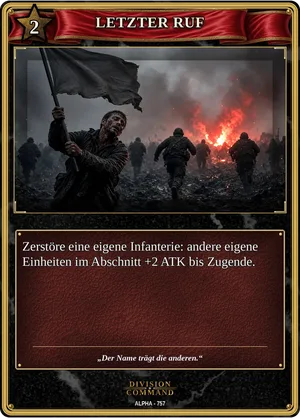 2
LETZTER RUF
Zerstöre eine eigene Infanterie: andere eigene
Einheiten im Abschnitt +2 ATK bis Zugende.
„Der Name trägt die anderen.“
DIVISION
COMMAND
ALPHA - 757